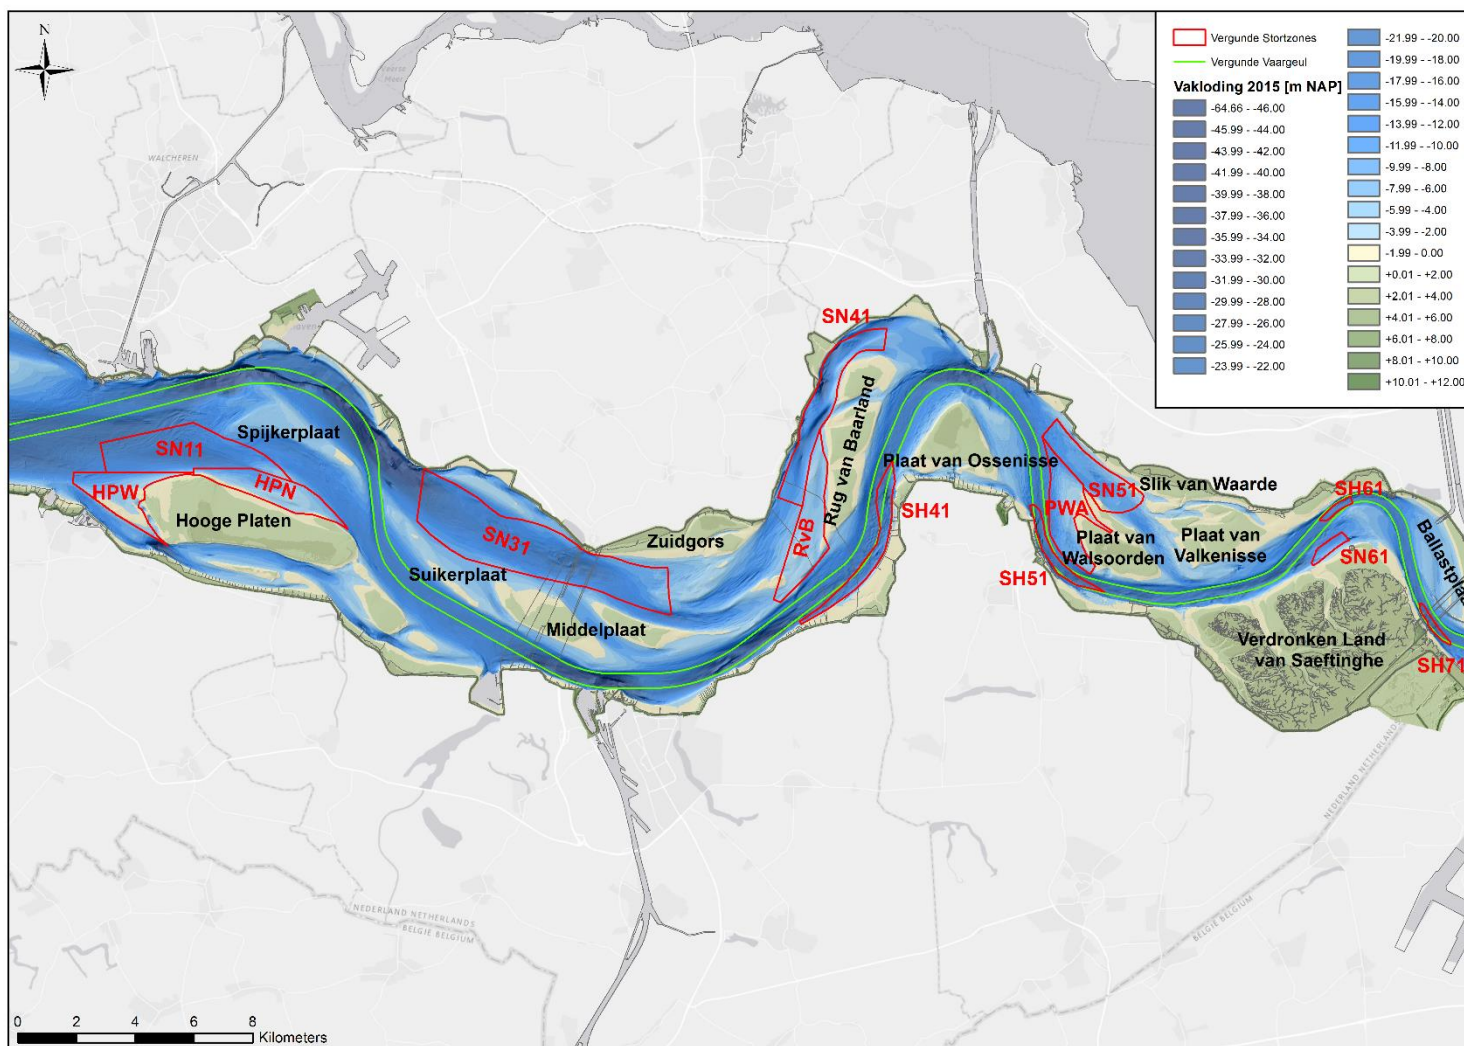 N
Vergunde Stortzones
Vergunde Vaargeul
Vakloding 2015 [m NAP]
-64.66 - -46.00
-45.99 - -44.00
-43.99 - -42.00
-41.99 - -40.00
-39.99 - -38.00
-37.99 - -36.00
-35.99 - -34.00
-33.99 - -32.00
-31.99 - -30.00
-29.99 - -28.00
-27.99 - -26.00
-25.99 - -24.00
-23.99 - -22.00
-21.99 - -20.00
-19.99 - -18.00
-17.99 - -16.00
-15.99 - -14.00
-13.99 - -12.00
-11.99 - -10.00
-9.99 - -8.00
-7.99 - -6.00
-5.99 - -4.00
-3.99 - -2.00
-1.99 - 0.00
+0.01 - +2.00
+2.01 - +4.00
+4.01 - +6.00
+6.01 - +8.00
+8.01 - +10.00
+10.01 - +12.00
WALCHEREN
SN41
Spijkerplaat
SN11
HPW
HPN
Hooge Platen
SN31
Suikerplaat
Zuidgors
Middelplaat
RvB
Rug van Baarland
Plaat van Ossenisse
SH41
PWA
SN51
Slik van Waarde
Plaat van
Walsoorden
Plaat van
Valkenisse
SH51
SH61
SN61
Ballastplaat
Verdronken Land
van Saeftinghe
SH71
NEDERLAND NETHERLANDS
BELGIE BELGIUM
NEDERLAND NETHERLANDS
BELGIE BELGIUM
0 2 4 6 8
Kilometers